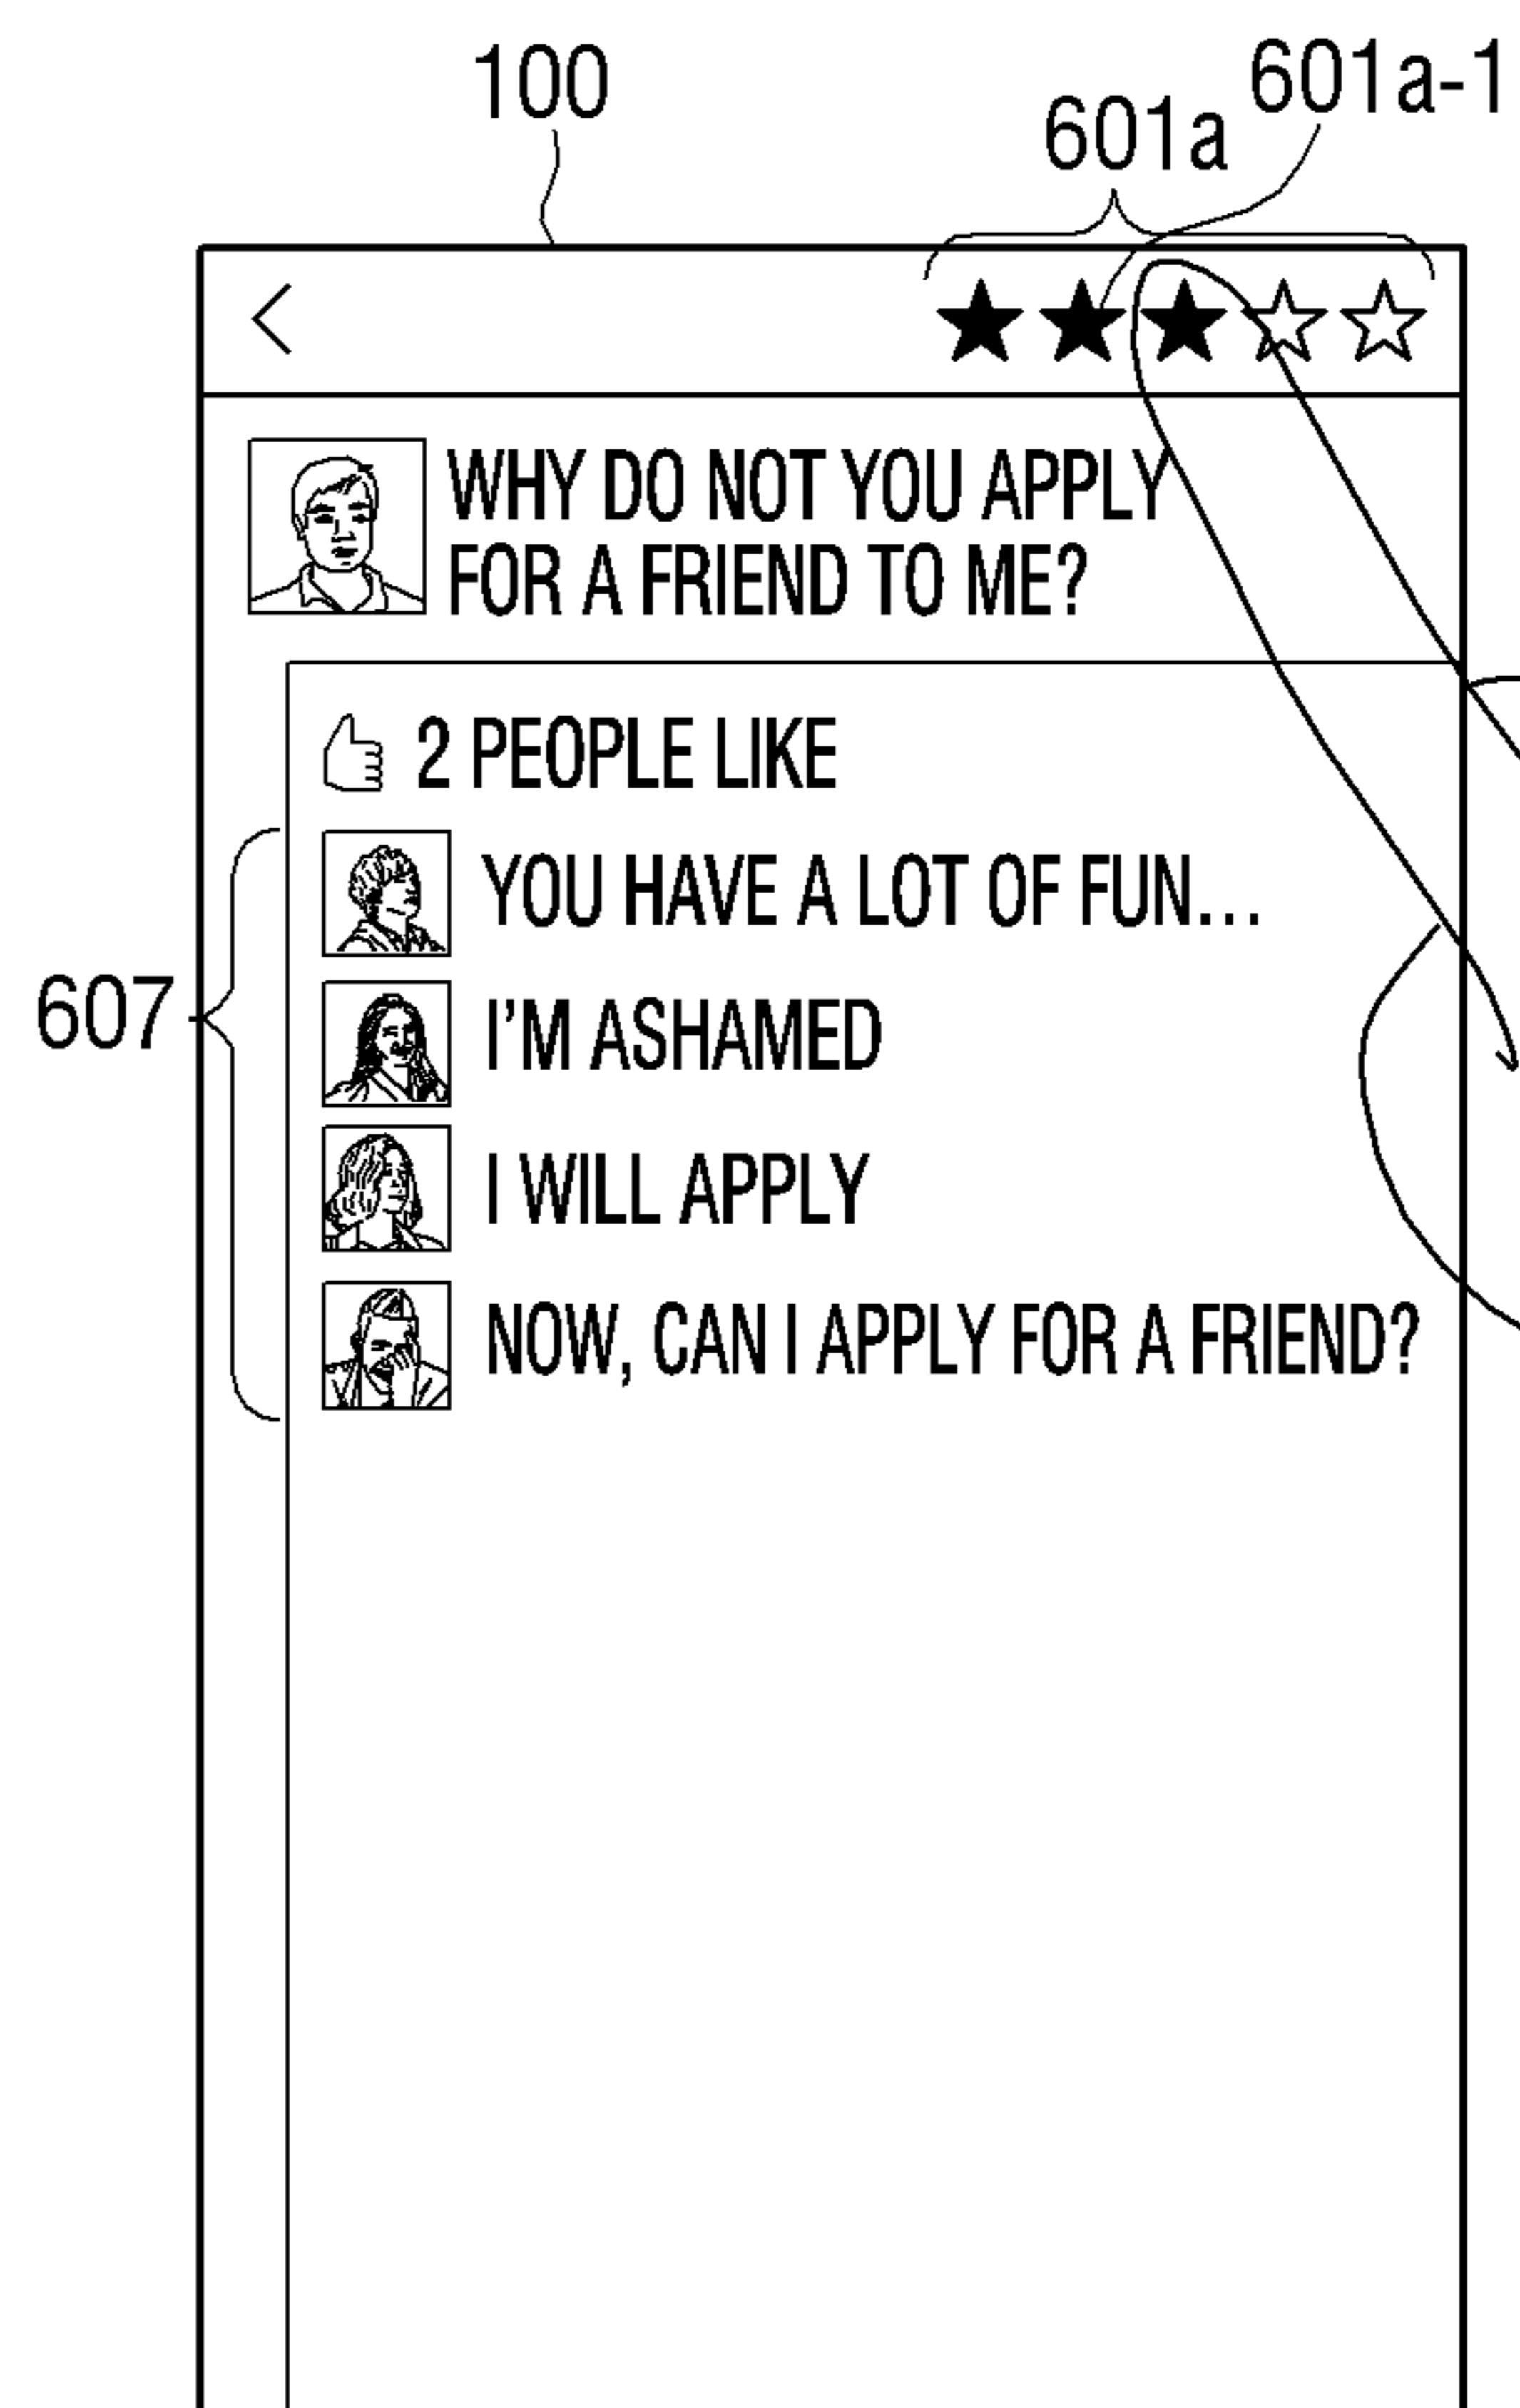 100
601a
601a-1
WHY DO NOT YOU APPLY
FOR A FRIEND TO ME?
2 PEOPLE LIKE
YOU HAVE A LOT OF FUN...
607
I'M ASHAMED
I WILL APPLY
NOW, CAN I APPLY FOR A FRIEND?